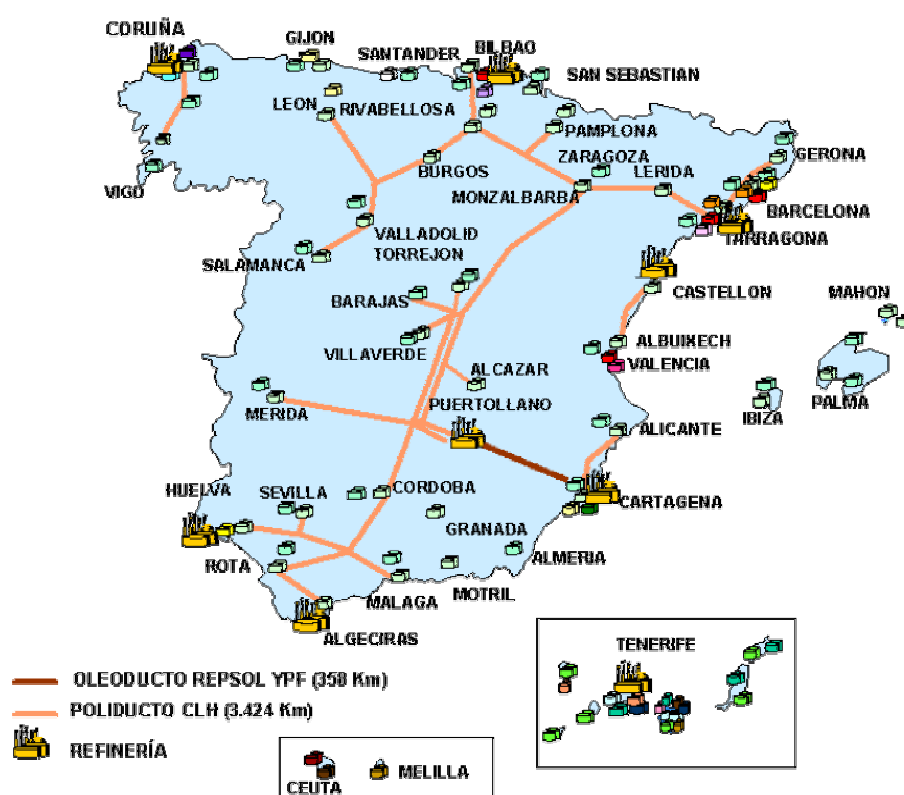 CORUÑA
GIJON
SANTANDER
BILBAO
SAN SEBASTIAN
LEON
RIVABELLOSA
PAMPLONA
VIGO
BURGOS
ZARAGOZA
LERIDA
GERONA
MONZALBARBA
BARCELONA
TARRAGONA
VALLADOLID
TORREJON
SALAMANCA
CASTELLON
MAHON
BARAJAS
VILLAVERDE
ALBUIXECH
VALENCIA
ALCAZAR
PUERTOLLANO
MERIDA
IBIZA
PALMA
ALICANTE
HUELVA
SEVILLA
CORDOBA
CARTAGENA
GRANADA
ROTA
ALMERIA
MALAGA
MOTRIL
ALGECIRAS
TENERIFE
OLEODUCTO REPSOL YPF (358 Km)
POLIDUCTO CLH (3.424 Km)
REFINERÍA
CEUTA
MELILLA